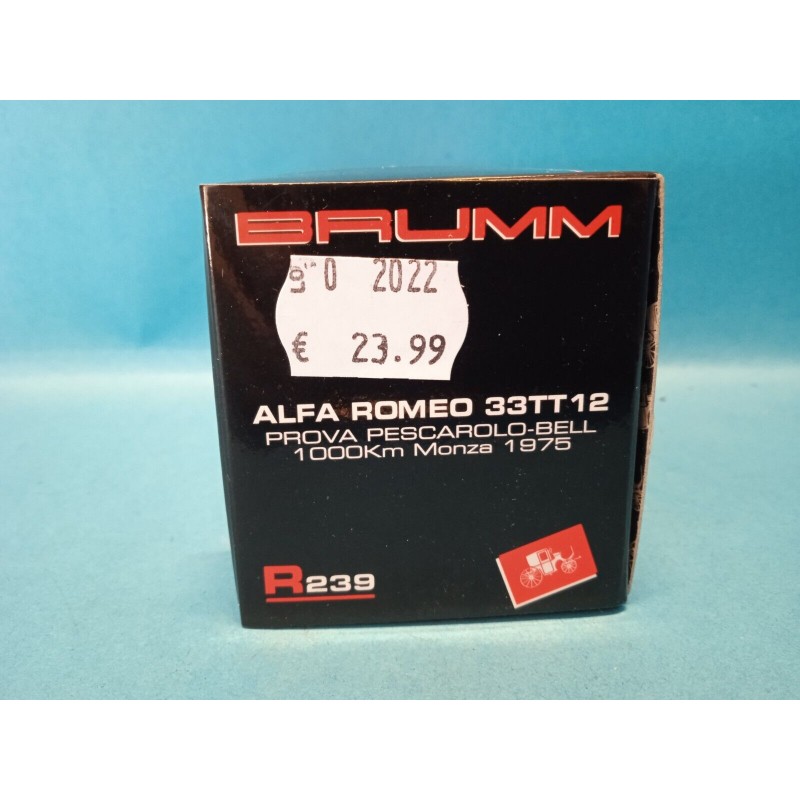 BRUMM
2022
€ 23.99
ALFA ROMEO 33TT12
PROVA PESCAROLO-BELL
1000Km Monza 1975
R239